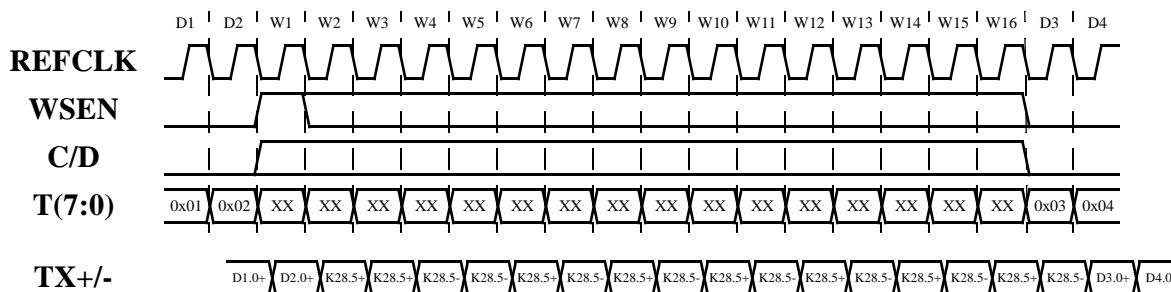 D1 D2 W1 W2 W3 W4 W5 W6 W7 W8 W9 W10 W11 W12 W13 W14 W15 W16 D3 D4
REFCLK
WSEN
C/D
T(7:0) 0x01 0x02 XX XX XX XX XX XX XX XX XX XX XX XX XX XX XX XX 0x03 0x04
TX+/- D1.0+ D2.0+ K28.5+ K28.5+ K28.5- K28.5- K28.5+ K28.5- K28.5+ K28.5- K28.5+ K28.5- K28.5- K28.5+ K28.5- K28.5- K28.5+ K28.5- D3.0+ D4.0